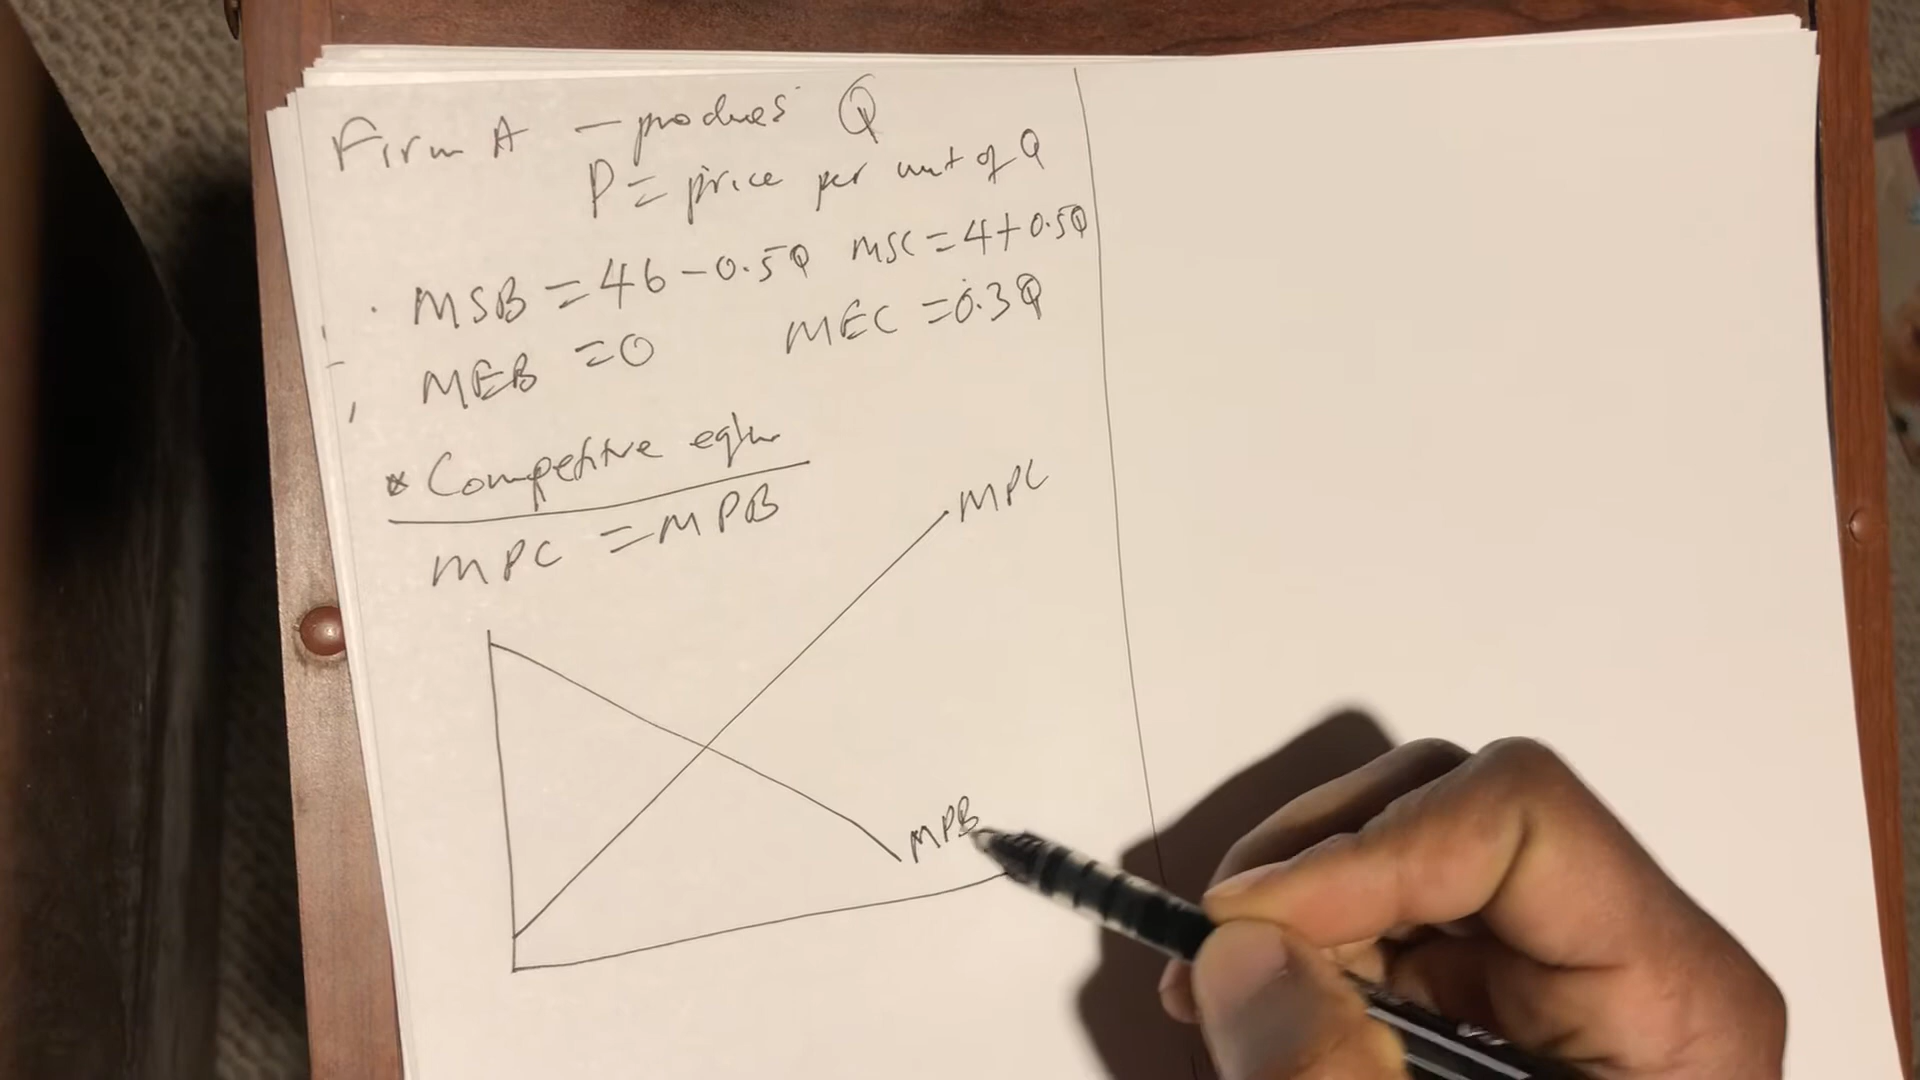 Firm A – produces Q
P = price per unit of Q
MSB = 46 - 0.5Q MSC = 4 + 0.5Q
MEB = 0 MEC = 0.3Q
* Competitive eqlm
MPC = MPB
MPC
MPB